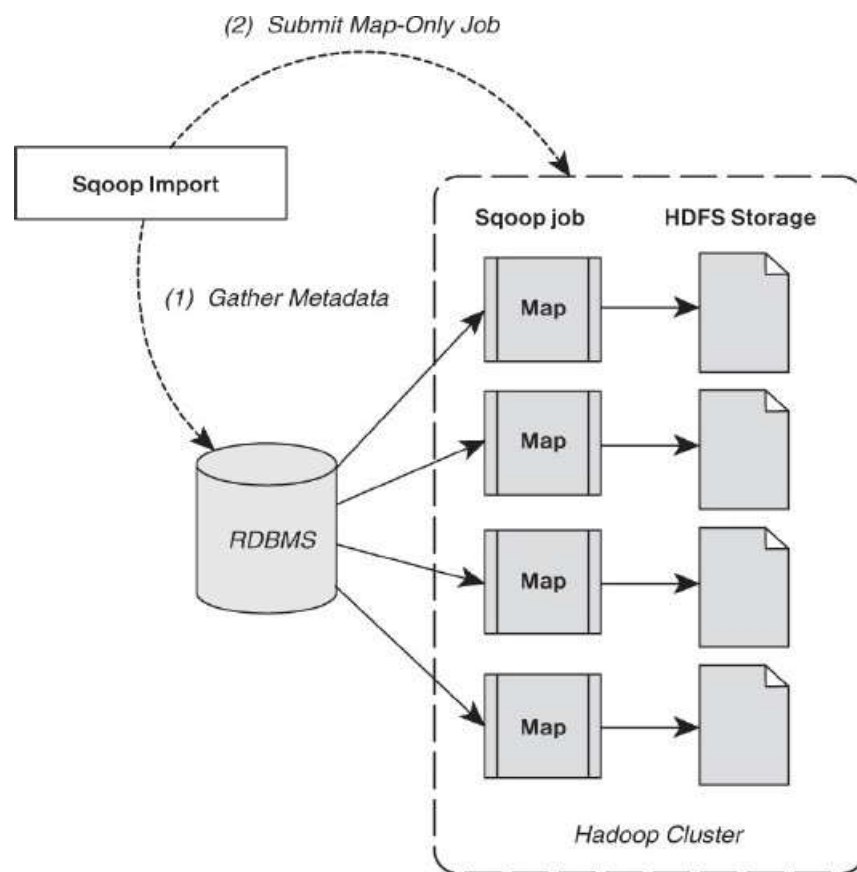 (2) Submit Map-Only Job
Sqoop Import
Sqoop job
HDFS Storage
(1) Gather Metadata
Map
Map
RDBMS
Map
Map
Hadoop Cluster